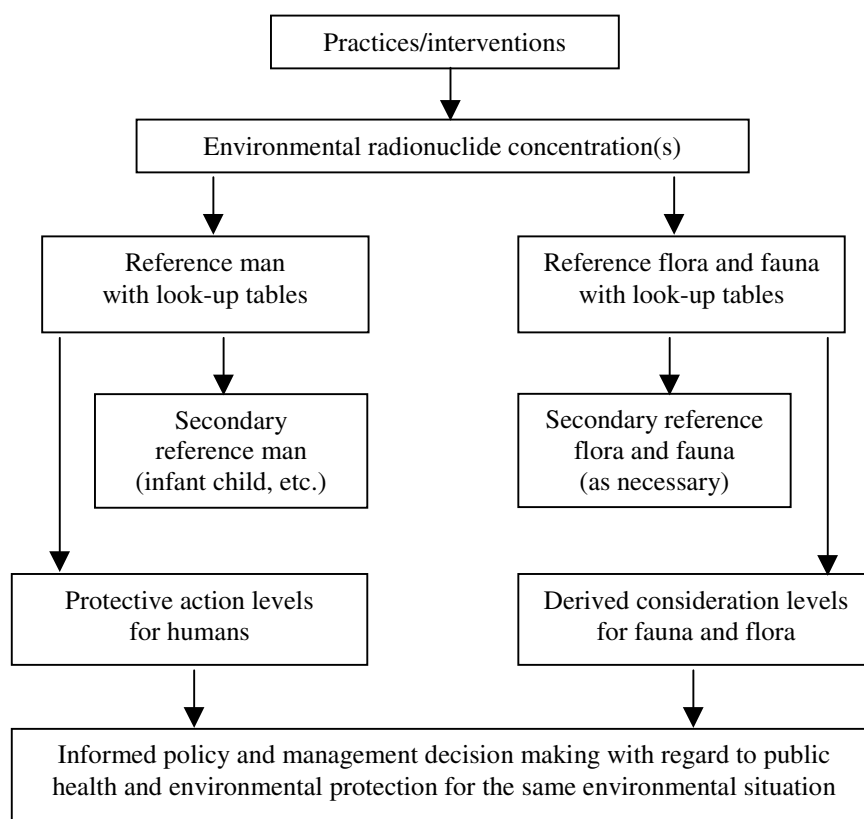 Practices/interventions
Environmental radionuclide concentration(s)
Reference man
with look-up tables
Reference flora and fauna
with look-up tables
Secondary
reference man
(infant child, etc.)
Secondary reference
flora and fauna
(as necessary)
Protective action levels
for humans
Derived consideration levels
for fauna and flora
Informed policy and management decision making with regard to public
health and environmental protection for the same environmental situation